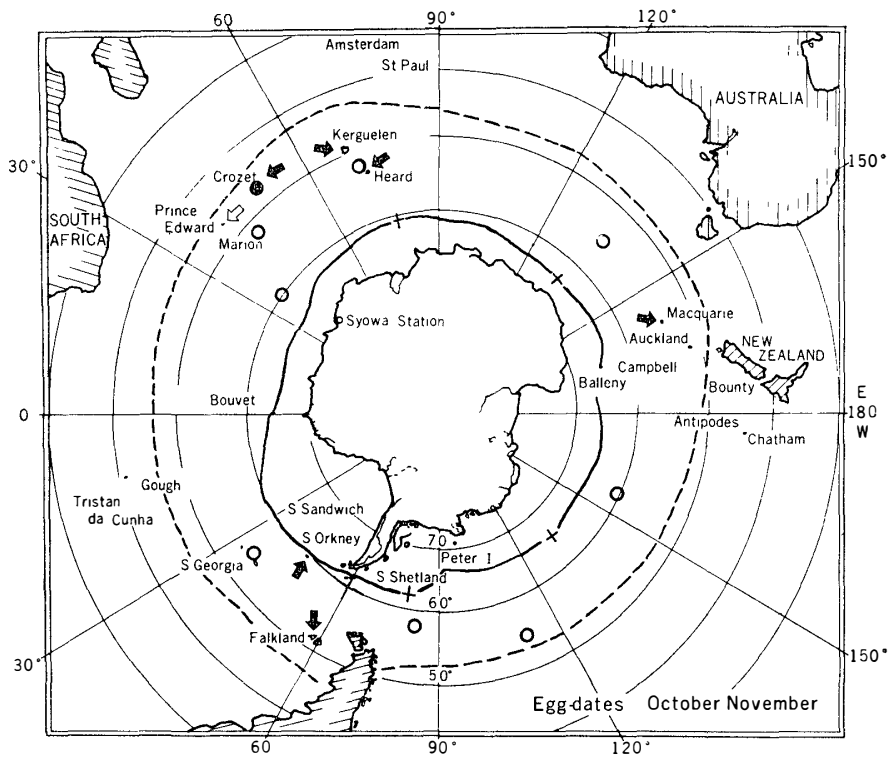 60°
90°
120°
Amsterdam
St Paul
AUSTRALIA
Kerguelen
Heard
30°
150°
Crozet
SOUTH
AFRICA
Prince
Edward
Marion
Syowa Station
Macquarie
Auckland
NEW
ZEALAND
Campbell
Balleny
Bounty
Bouvet
0
E
180°
W
Antipodes
Chatham
Gough
Tristan
da Cunha
S Sandwich
S Orkney
70°
Peter I
S Georgia
S Shetland
60°
Falkland
30°
50°
150°
Egg-dates October November
60
90°
120°